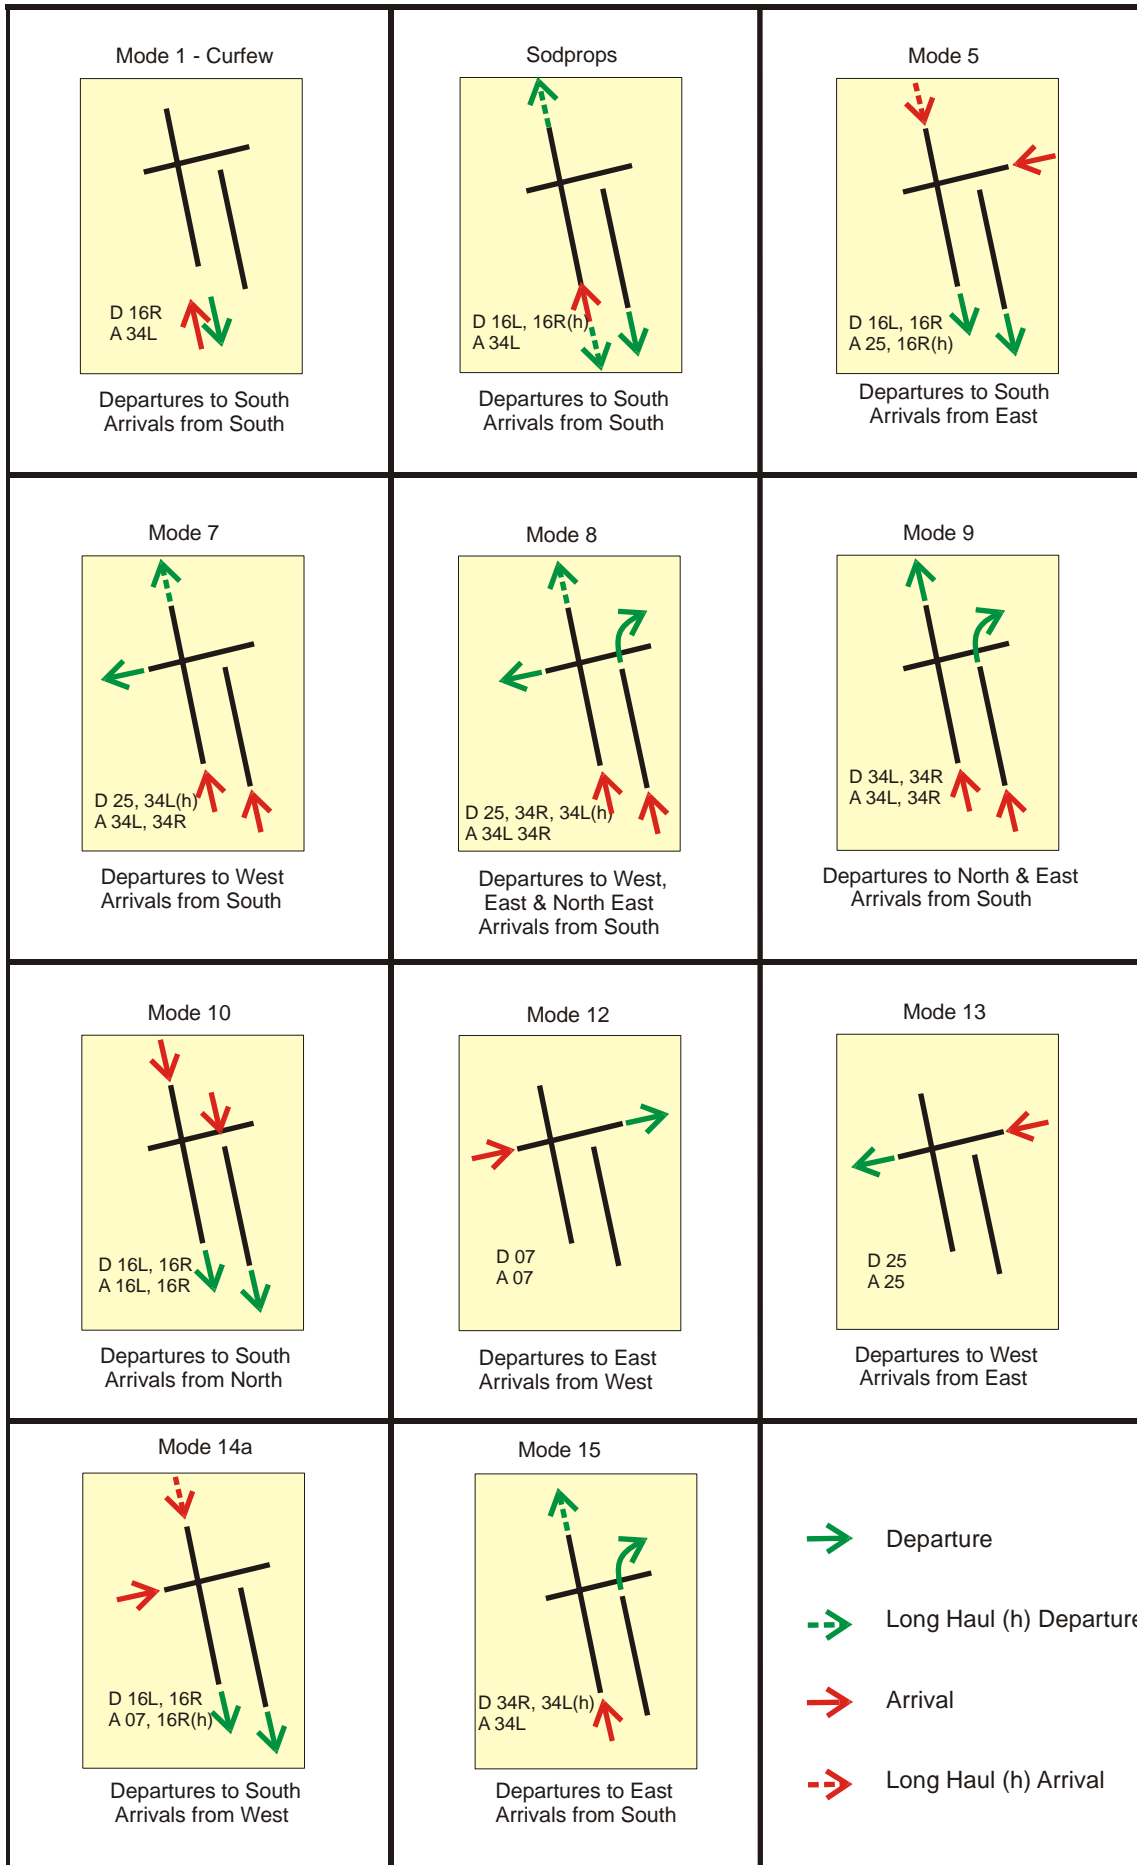 Mode 1 - Curfew
D 16R
A 34L
Departures to South
Arrivals from South
Sodprops
D 16L, 16R(h)
A 34L
Departures to South
Arrivals from South
Mode 5
D 16L, 16R
A 25, 16R(h)
Departures to South
Arrivals from East
Mode 7
D 25, 34L(h)
A 34L, 34R
Departures to West
Arrivals from South
Mode 8
D 25, 34R, 34L(h)
A 34L 34R
Departures to West,
East & North East
Arrivals from South
Mode 9
D 34L, 34R
A 34L, 34R
Departures to North & East
Arrivals from South
Mode 10
D 16L, 16R
A 16L, 16R
Departures to South
Arrivals from North
Mode 12
D 07
A 07
Departures to East
Arrivals from West
Mode 13
D 25
A 25
Departures to West
Arrivals from East
Mode 14a
D 16L, 16R
A 07, 16R(h)
Departures to South
Arrivals from West
Mode 15
D 34R, 34L(h)
A 34L
Departures to East
Arrivals from South
Departure
Long Haul (h) Departure
Arrival
Long Haul (h) Arrival